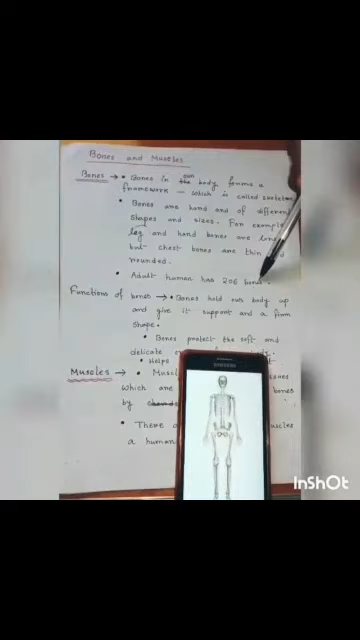 Bones and Muscles
Bones → • Bones in our the body forms a
framework - which is called skeleton
• Bones are hard and of different
shapes and sizes. For example
leg and hand bones are long
but chest bones are thin and
rounded.
• Adult human has 206 bones.
Functions of bones → • Bones hold our body up
and give it support and a firm
shape.
• Bones protect the soft and
delicate
• Helps
SAMSUNG
Muscles →
which are bones
by
• There muscles
a human
InShOt